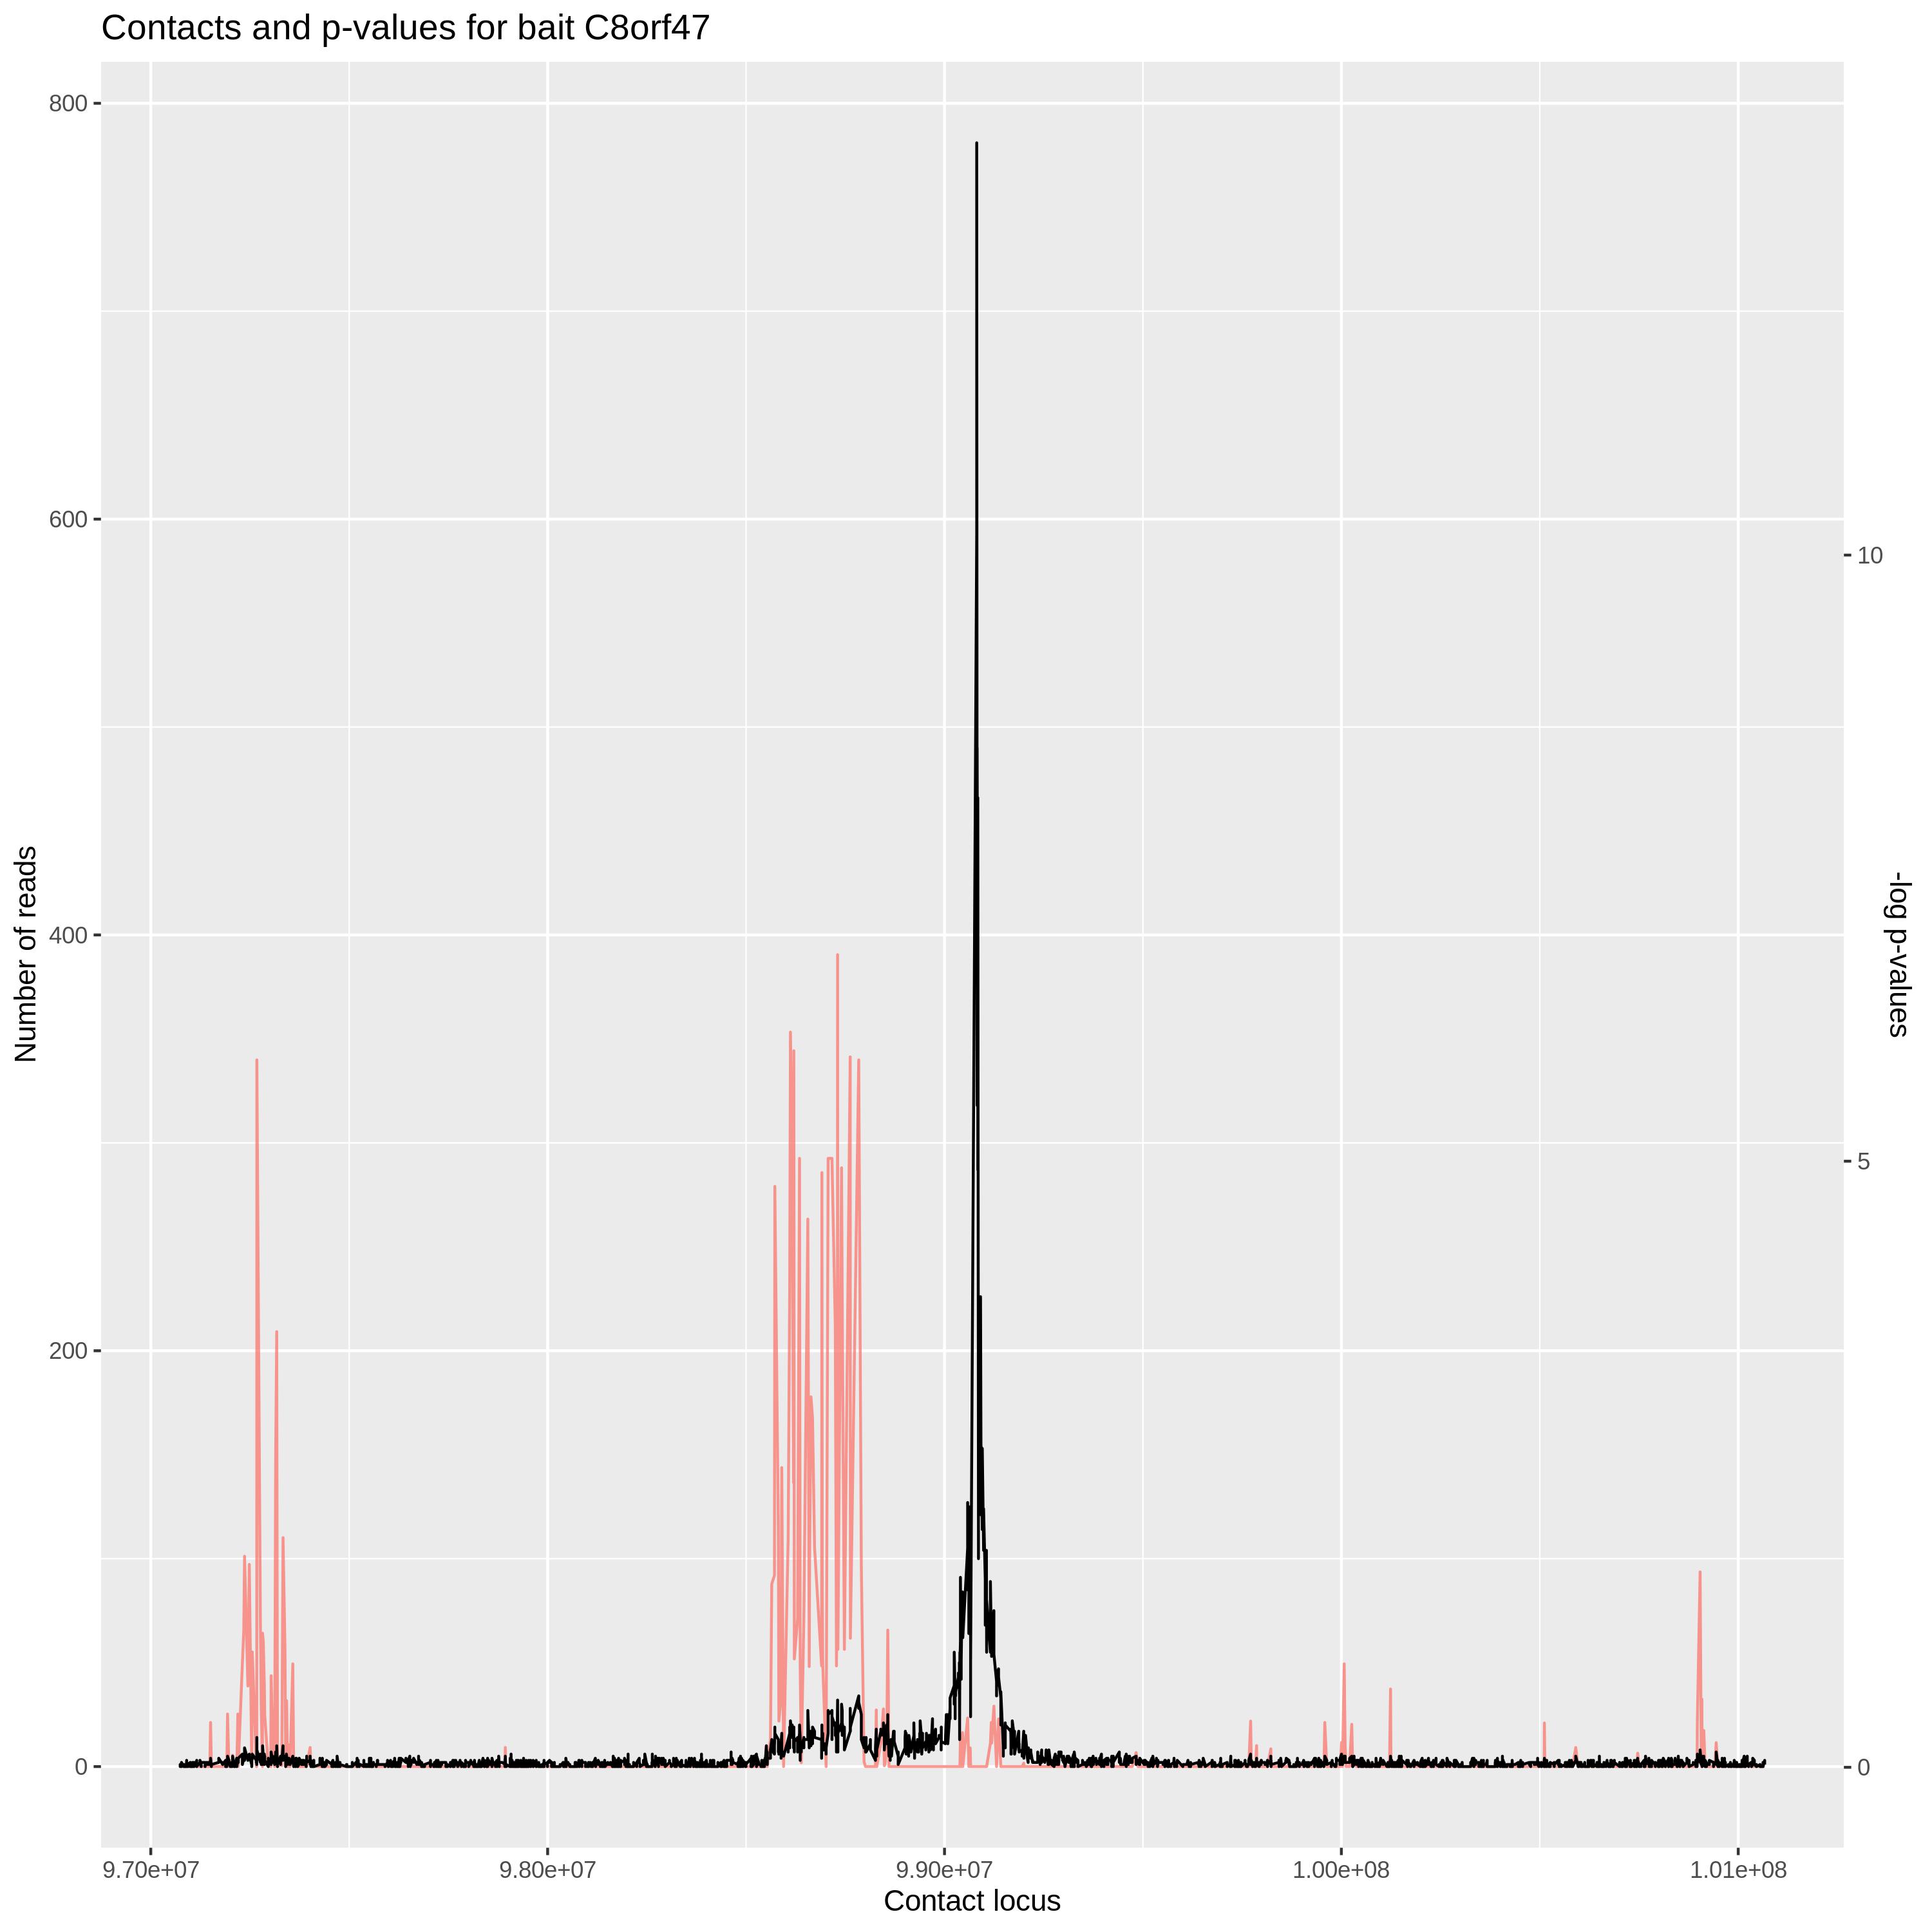 Contacts and p-values for bait C8orf47
800
600
400
200
0
Number of reads
10
5
0
-log p-values
9.70e+07
9.80e+07
9.90e+07
1.00e+08
1.01e+08
Contact locus